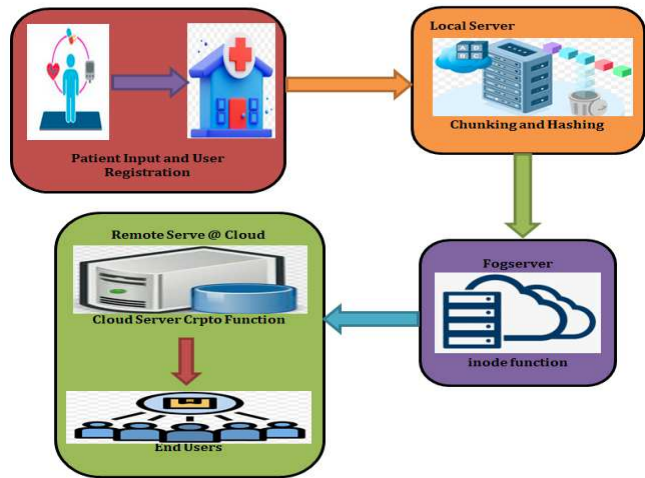 Local Server
Chunking and Hashing
Patient Input and User
Registration
Remote Serve @ Cloud
Cloud Server Crpto Function
End Users
Fogserver
inode function